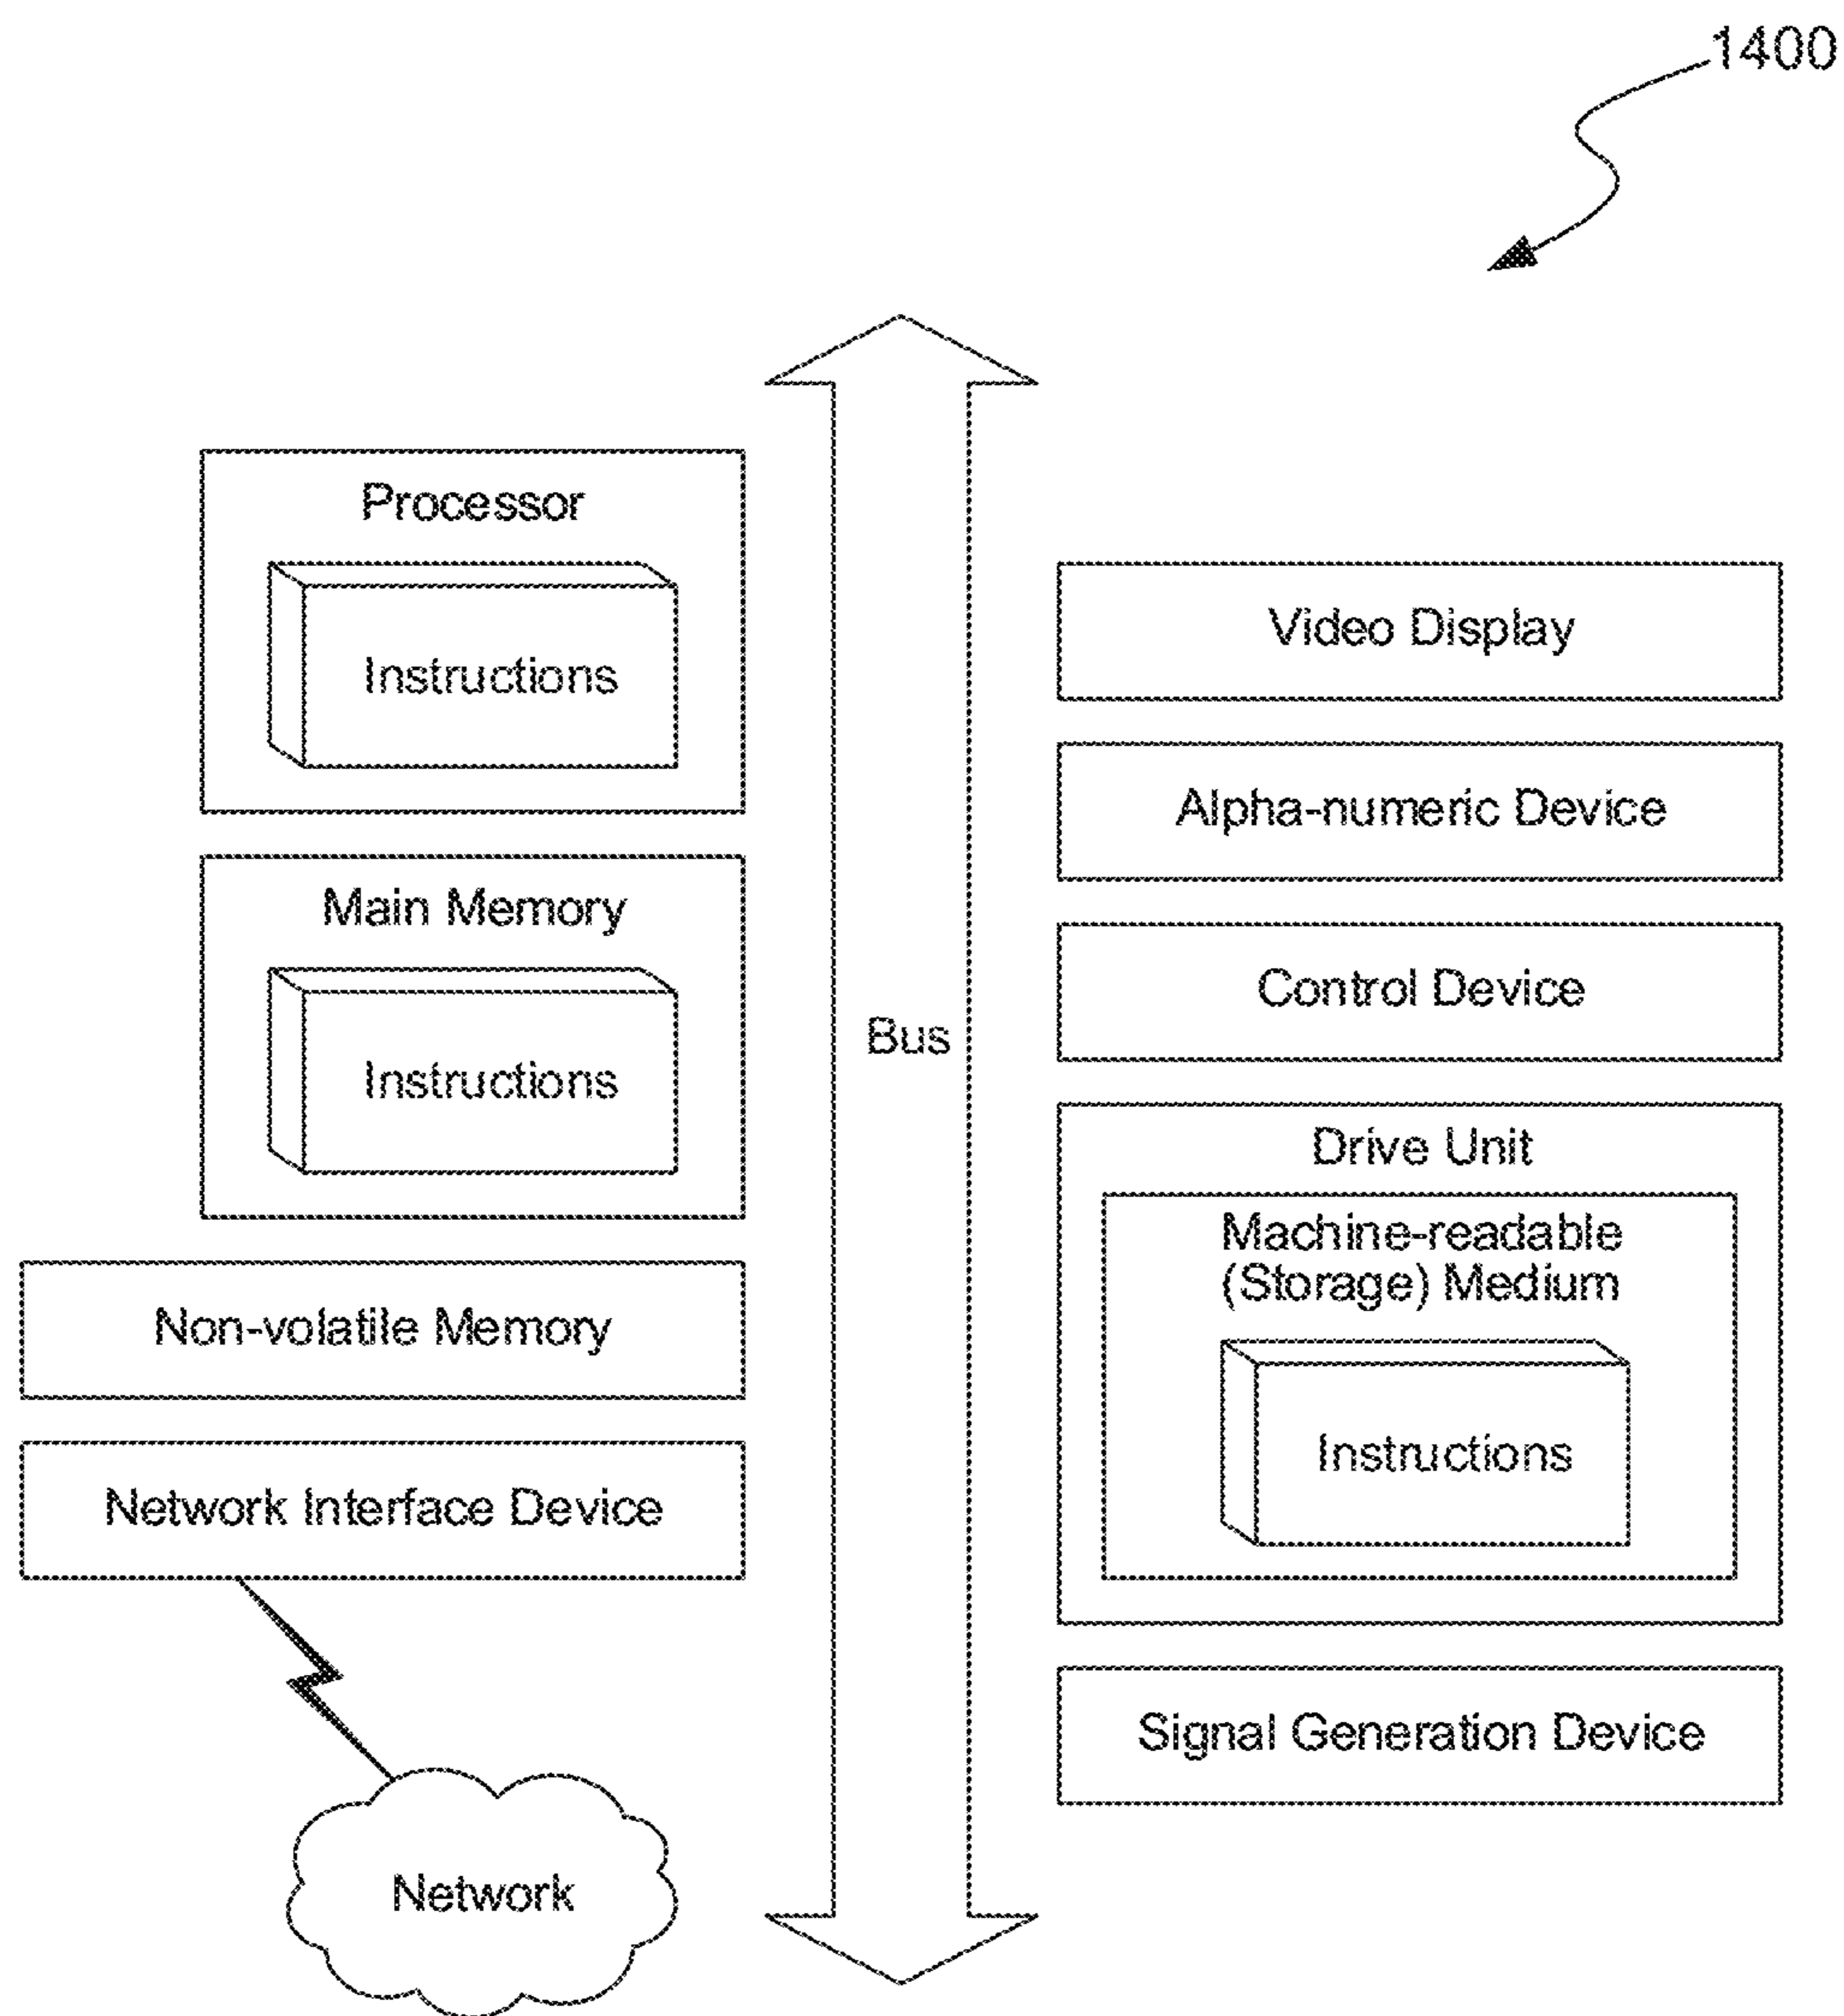 1400
Processor
Instructions
Main Memory
Instructions
Non-volatile Memory
Network Interface Device
Network
Bus
Video Display
Alpha-numeric Device
Control Device
Drive Unit
Machine-readable
(Storage) Medium
Instructions
Signal Generation Device